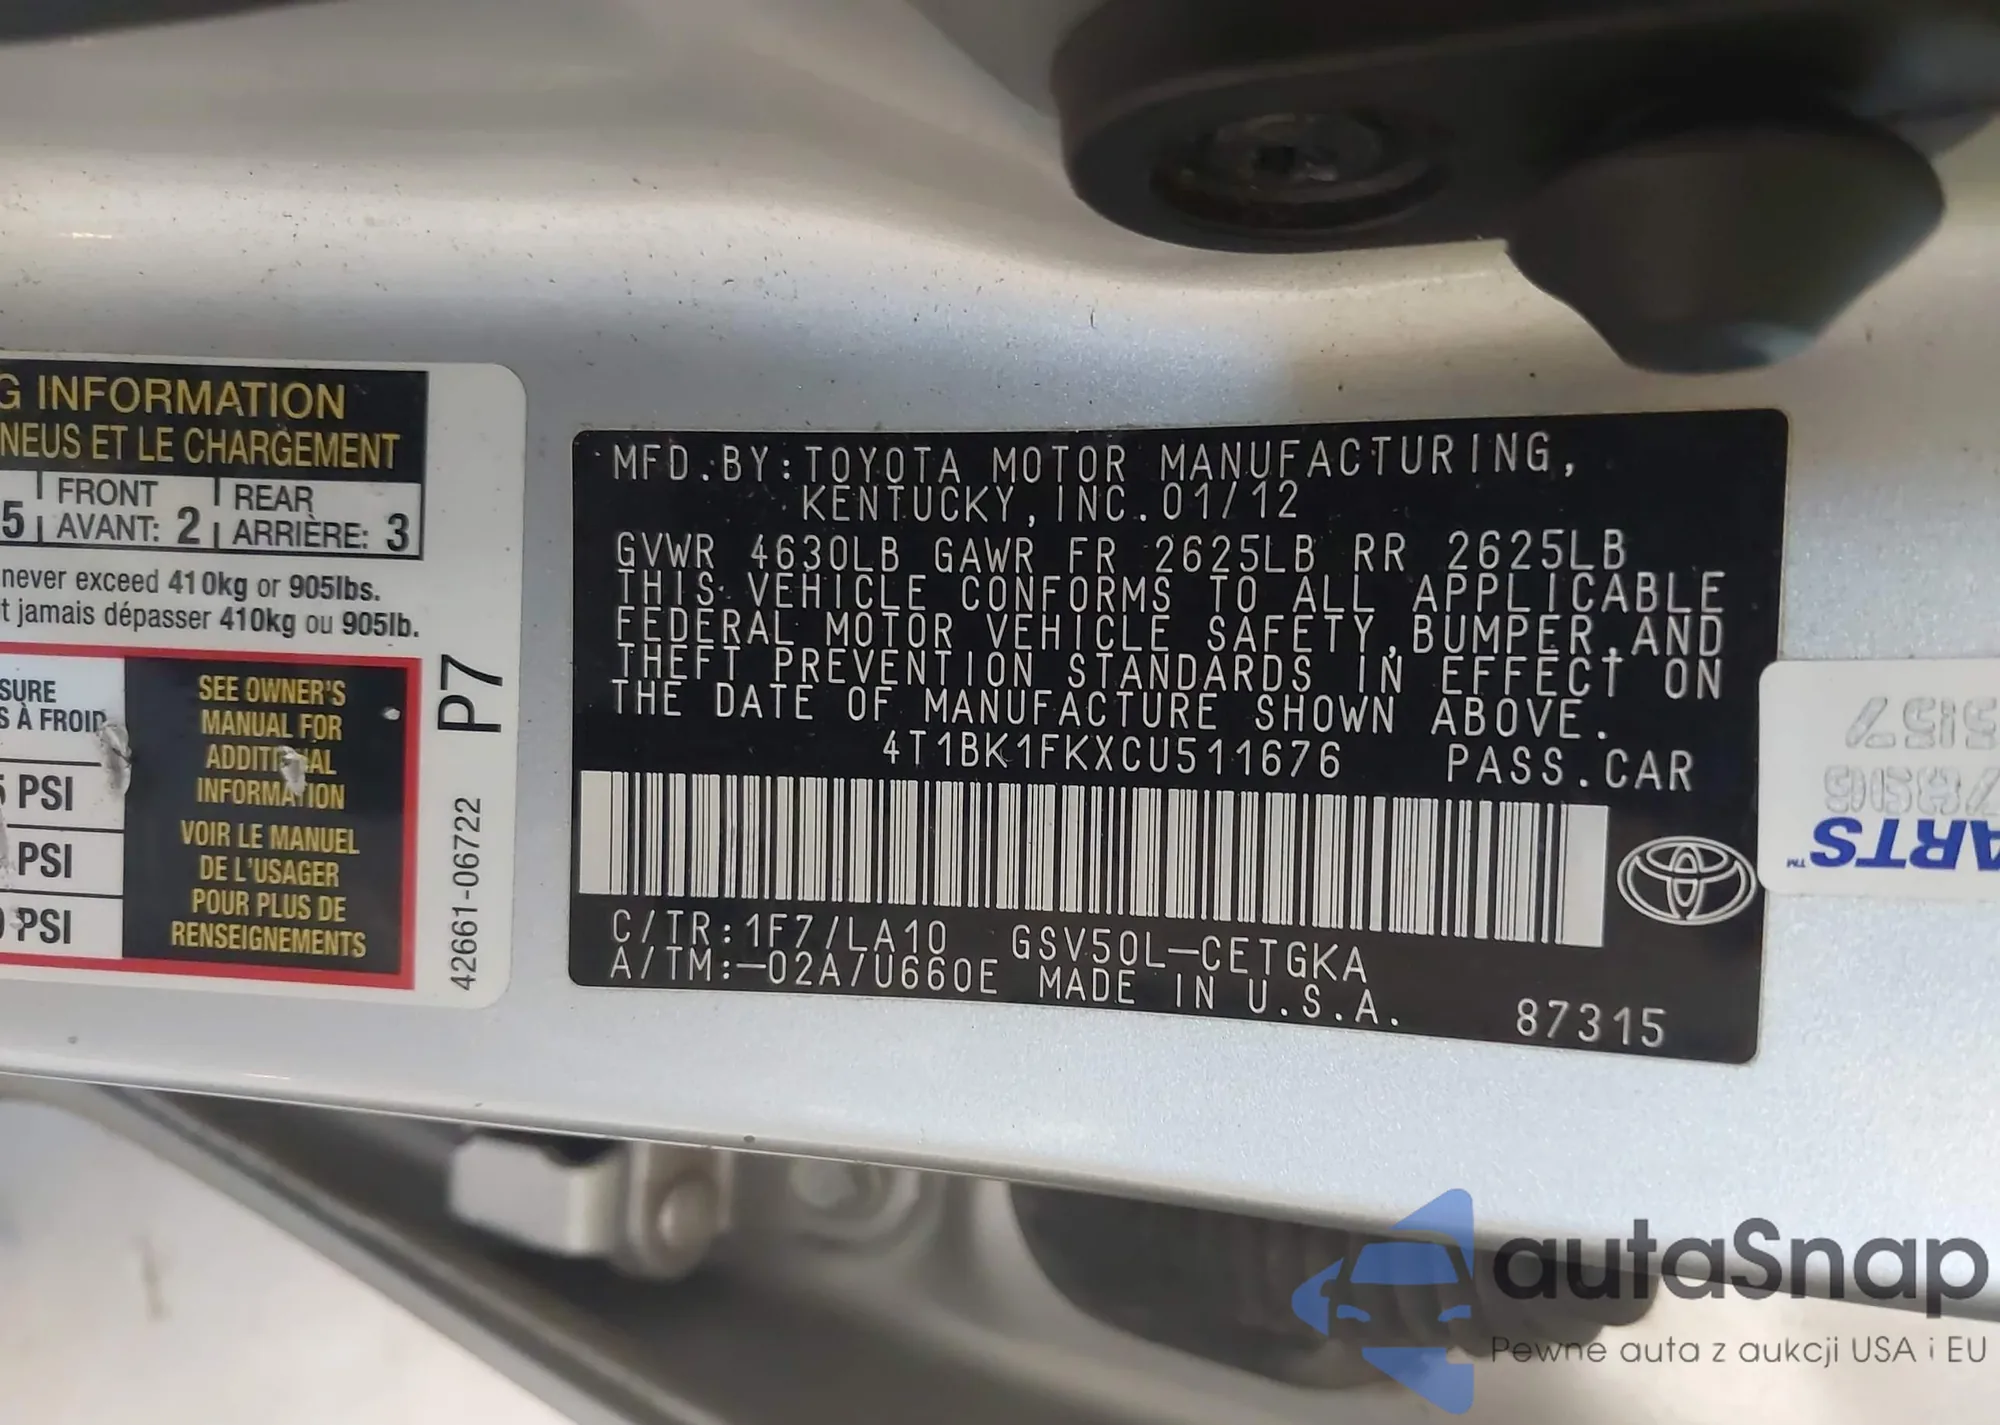 G INFORMATION
NEUS ET LE CHARGEMENT
5 FRONT REAR
AVANT: 2 ARRIÈRE: 3
never exceed 410kg or 905lbs.
t jamais dépasser 410kg ou 905lb.
SURE
S À FROID
PSI
PSI
PSI
SEE OWNER'S
MANUAL FOR
ADDITIONAL
INFORMATION
VOIR LE MANUEL
DE L'USAGER
POUR PLUS DE
RENSEIGNEMENTS
P7
42661-06722
MFD.BY:TOYOTA MOTOR MANUFACTURING,
KENTUCKY,INC.01/12
GVWR 4630LB GAWR FR 2625LB RR 2625LB
THIS VEHICLE CONFORMS TO ALL APPLICABLE
FEDERAL MOTOR VEHICLE SAFETY,BUMPER,AND
THEFT PREVENTION STANDARDS IN EFFECT ON
THE DATE OF MANUFACTURE SHOWN ABOVE.
4T1BK1FKXCU511676 PASS.CAR
C/TR:1F7/LA10 GSV50L-CETGKA
A/TM:-02A/U660E MADE IN U.S.A.
87315
ARTS™
autaSnap
Pewne auta z aukcji USA i EU